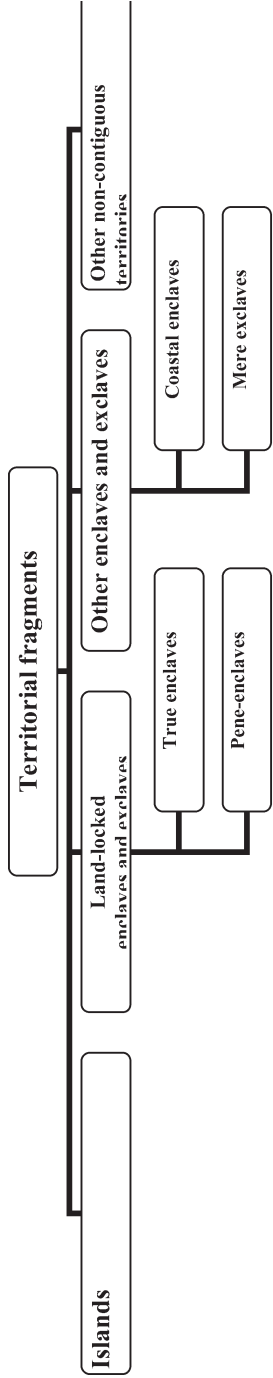 Territorial fragments
Islands
Land-locked
enclaves and exclaves
Other enclaves and exclaves
Other non-contiguous
territories
True enclaves
Pene-enclaves
Coastal enclaves
Mere exclaves